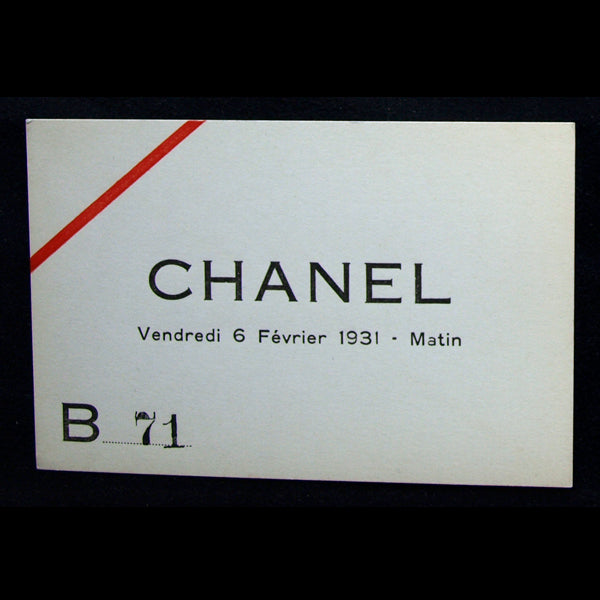 CHANEL
Vendredi 6 Février 1931 - Matin
B 71